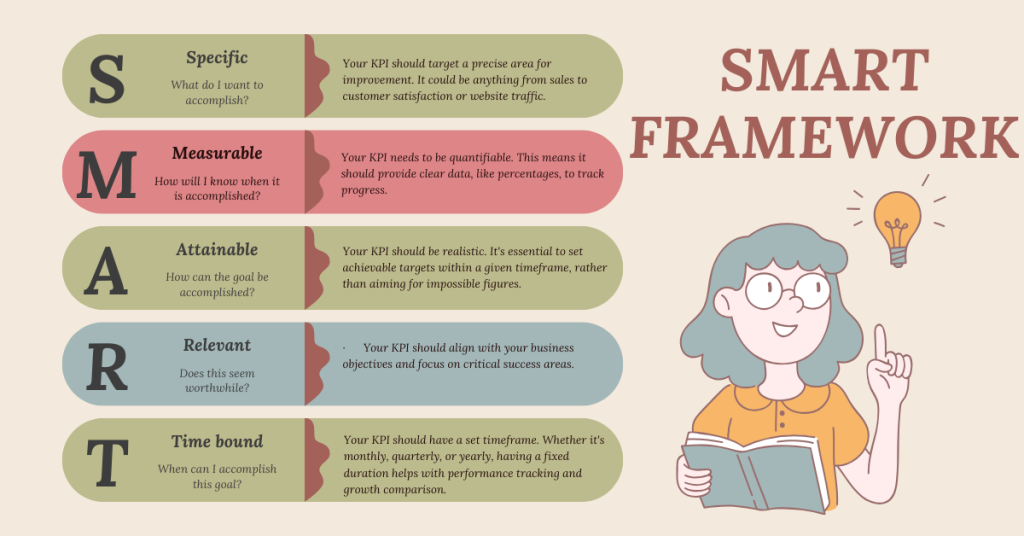 SMART
FRAMEWORK
S
Specific
What do I want to
accomplish?
Your KPI should target a precise area for
improvement. It could be anything from sales to
customer satisfaction or website traffic.
M
Measurable
How will I know when it
is accomplished?
Your KPI needs to be quantifiable. This means it
should provide clear data, like percentages, to track
progress.
A
Attainable
How can the goal be
accomplished?
Your KPI should be realistic. It's essential to set
achievable targets within a given timeframe, rather
than aiming for impossible figures.
R
Relevant
Does this seem
worthwhile?
· Your KPI should align with your business
objectives and focus on critical success areas.
T
Time bound
When can I accomplish
this goal?
Your KPI should have a set timeframe. Whether it's
monthly, quarterly, or yearly, having a fixed
duration helps with performance tracking and
growth comparison.